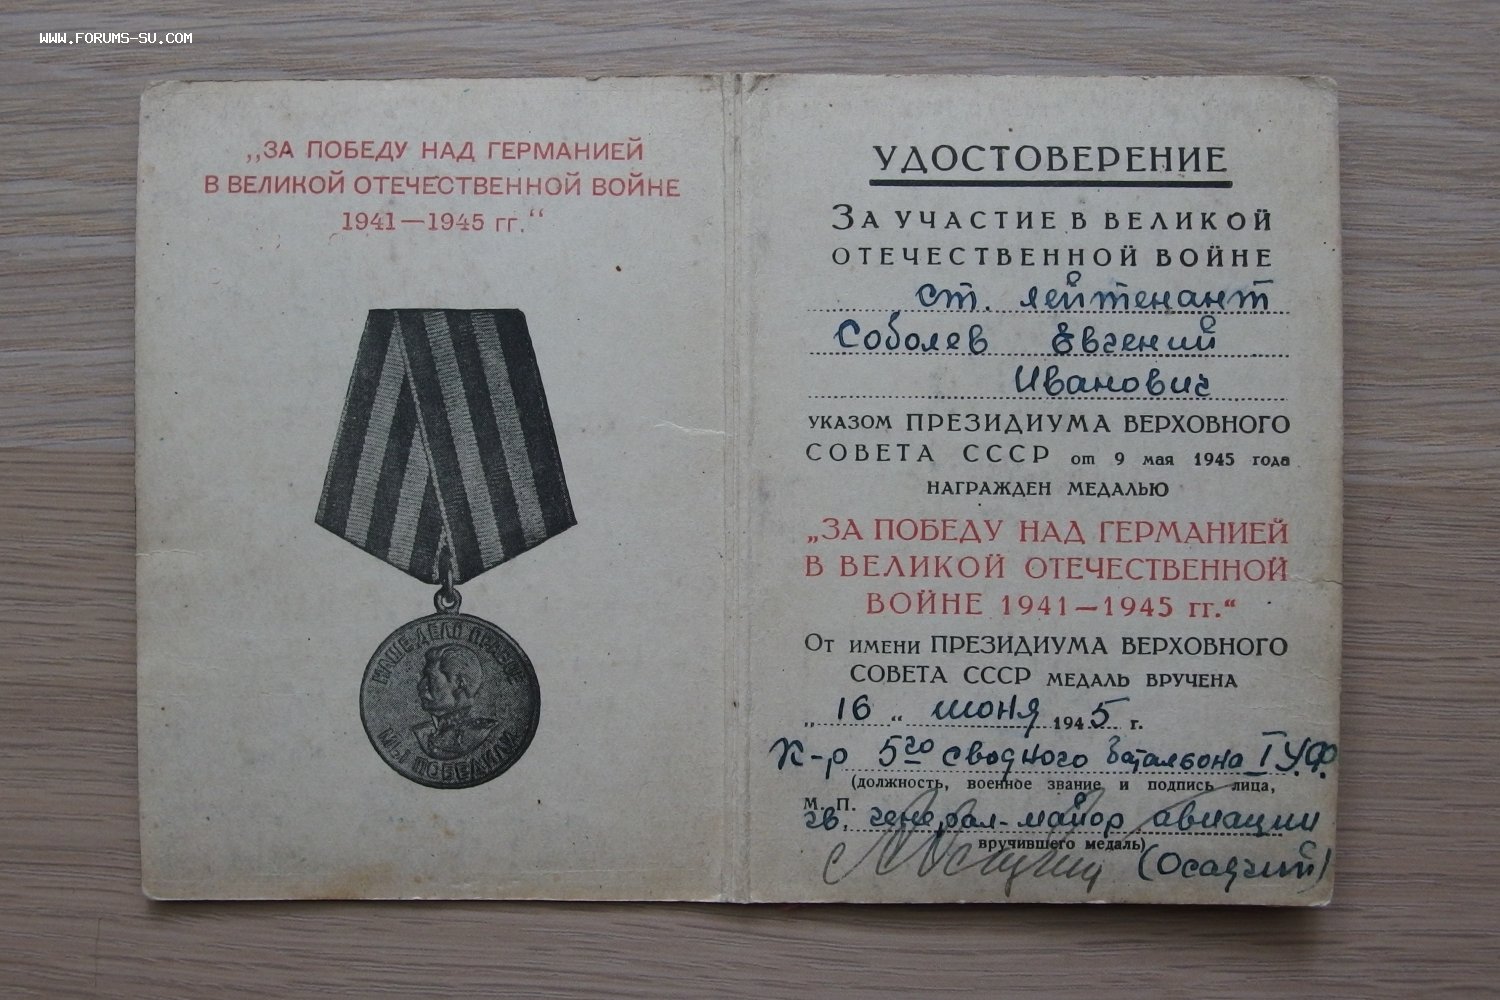 WWW.FORUMS-SU.COM
„ЗА ПОБЕДУ НАД ГЕРМАНИЕЙ
В ВЕЛИКОЙ ОТЕЧЕСТВЕННОЙ ВОЙНЕ
1941—1945 гг.“
НАШЕ ДЕЛО ПРАВОЕ
МЫ ПОБЕДИЛИ
УДОСТОВЕРЕНИЕ
ЗА УЧАСТИЕ В ВЕЛИКОЙ
ОТЕЧЕСТВЕННОЙ ВОЙНЕ
ст. лейтенант
Соболев Евгений
Иванович
УКАЗОМ ПРЕЗИДИУМА ВЕРХОВНОГО
СОВЕТА СССР от 9 мая 1945 года
НАГРАЖДЕН МЕДАЛЬЮ
„ЗА ПОБЕДУ НАД ГЕРМАНИЕЙ
В ВЕЛИКОЙ ОТЕЧЕСТВЕННОЙ
ВОЙНЕ 1941—1945 гг.“
От имени ПРЕЗИДИУМА ВЕРХОВНОГО
СОВЕТА СССР МЕДАЛЬ ВРУЧЕНА
„16“ июня 1945 г.
К-р 5го сводного батальона I У.Ф.
(должность, военное звание и подпись лица,
М. П.
гв. генерал-майор авиации
вручившего медаль)
(Осадчий)